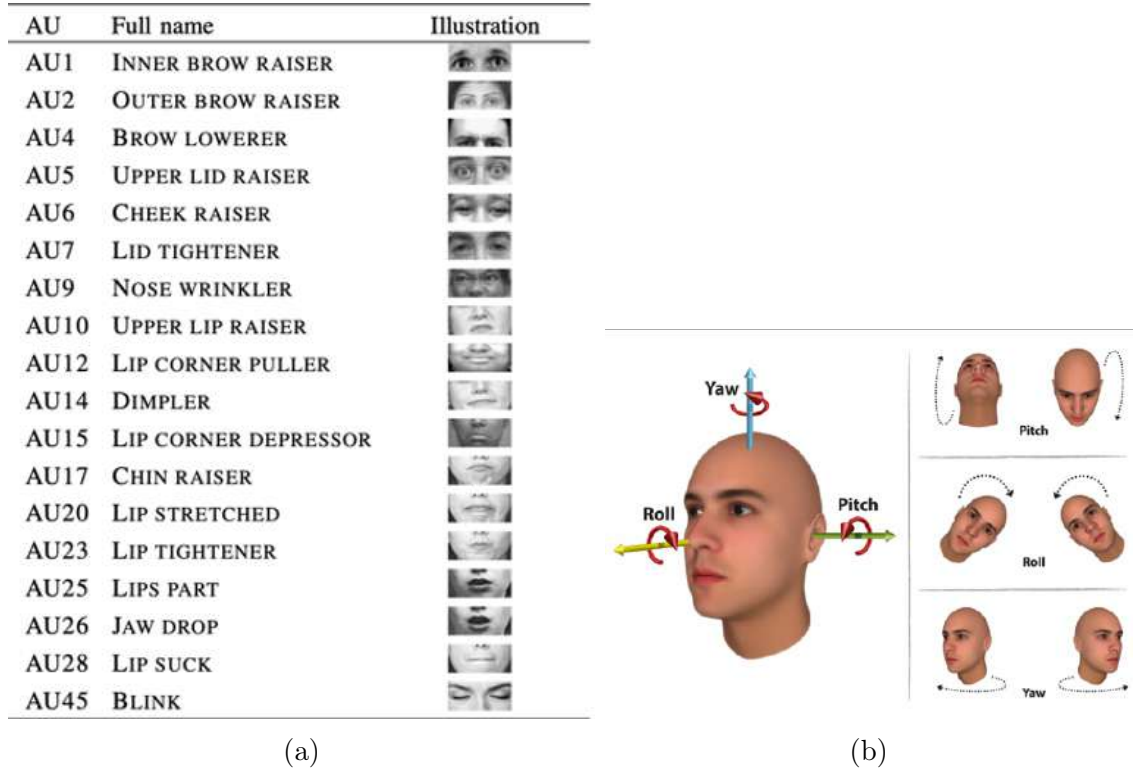 AU Full name Illustration
AU1 INNER BROW RAISER
AU2 OUTER BROW RAISER
AU4 BROW LOWERER
AU5 UPPER LID RAISER
AU6 CHEEK RAISER
AU7 LID TIGHTENER
AU9 NOSE WRINKLER
AU10 UPPER LIP RAISER
AU12 LIP CORNER PULLER
AU14 DIMPLER
AU15 LIP CORNER DEPRESSOR
AU17 CHIN RAISER
AU20 LIP STRETCHED
AU23 LIP TIGHTENER
AU25 LIPS PART
AU26 JAW DROP
AU28 LIP SUCK
AU45 BLINK
(a)
Yaw
Roll
Pitch
Pitch
Roll
Yaw
(b)